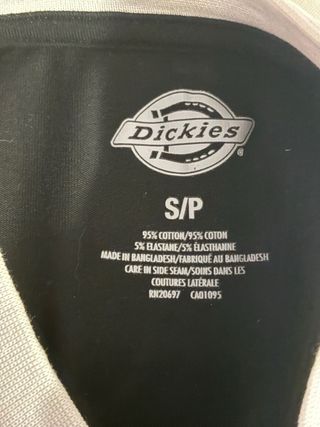 Dickies
®
S/P
95% COTTON/95% COTON
5% ELASTANE/5% ÉLASTHANNE
MADE IN BANGLADESH/FABRIQUÉ AU BANGLADESH
CARE IN SIDE SEAM/SOINS DANS LES
COUTURES LATÉRALE
RN20697 CA01095